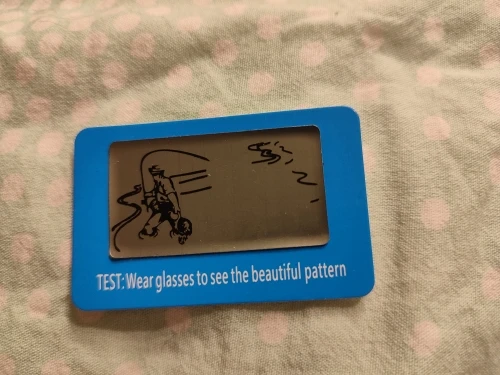 TEST: Wear glasses to see the beautiful pattern